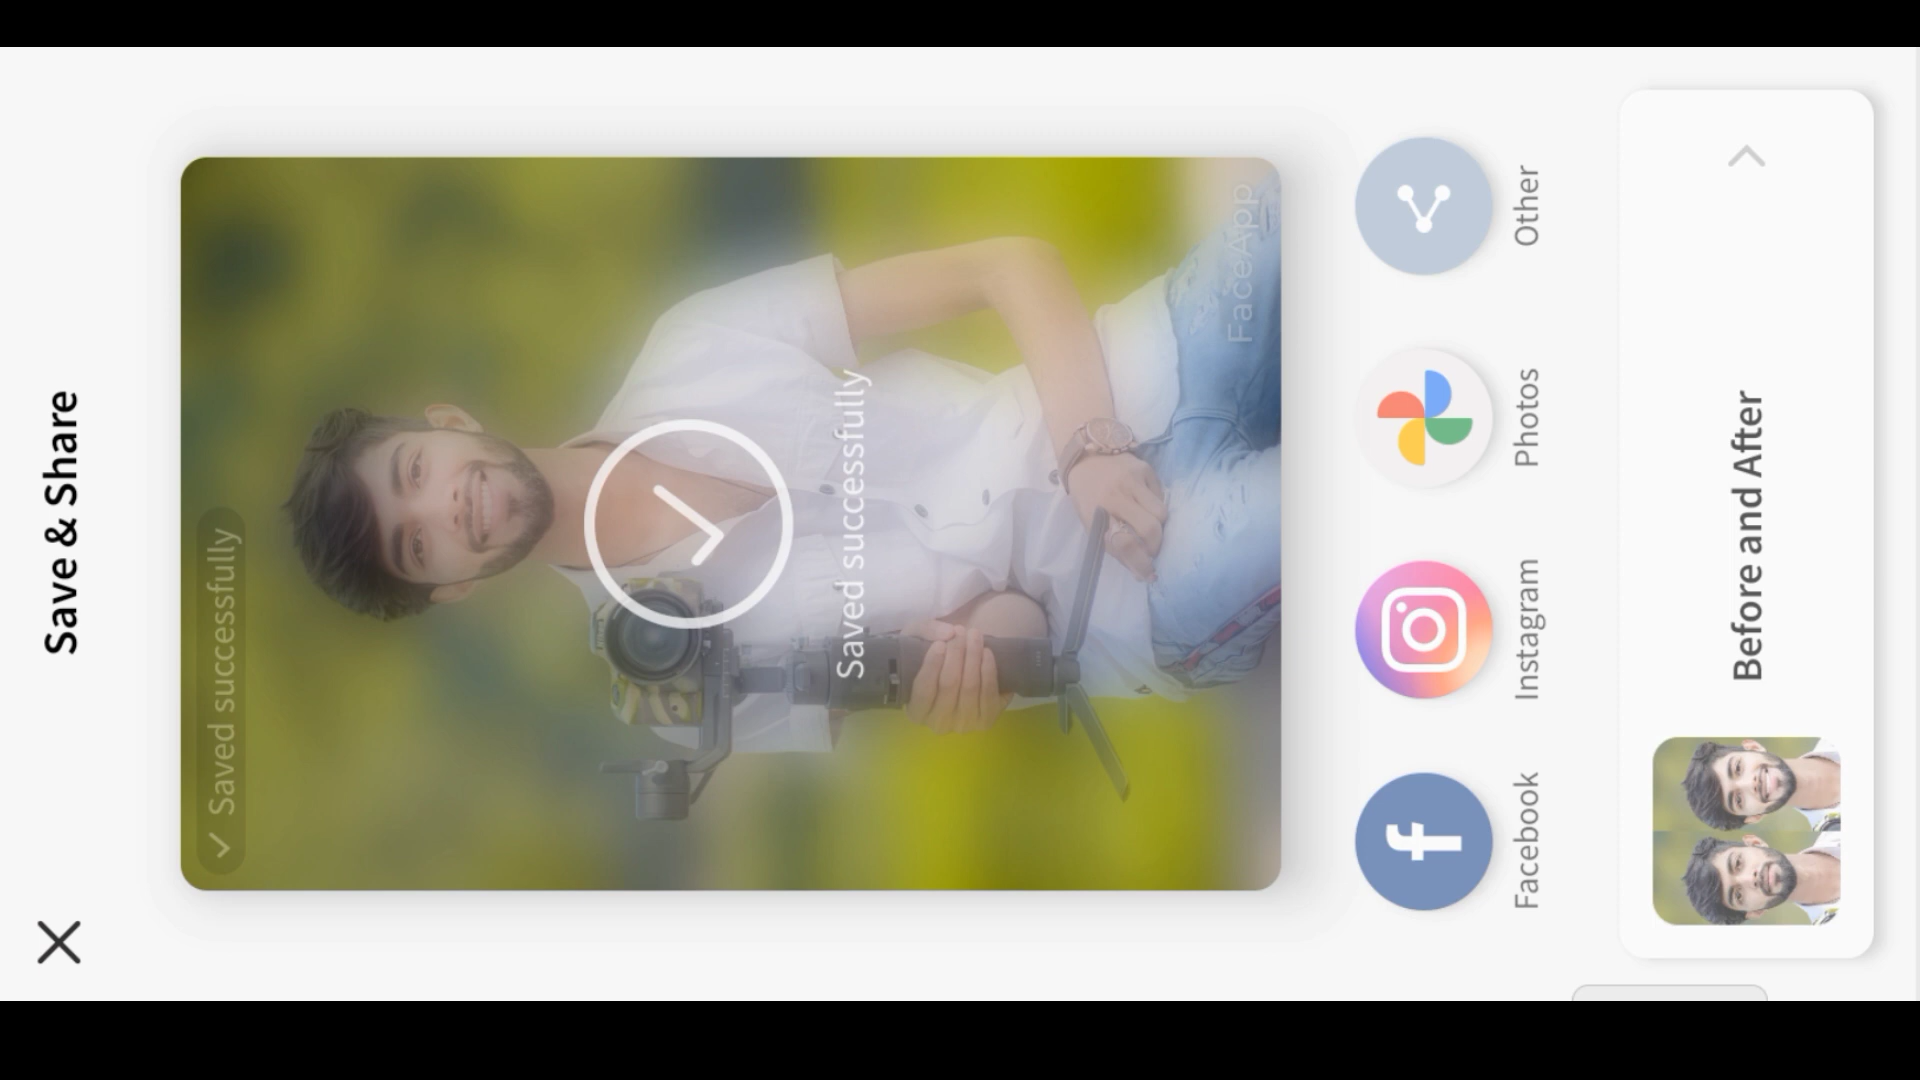 Save & Share
Saved successfully
Saved successfully
FaceApp
Facebook
Instagram
Photos
Other
Before and After